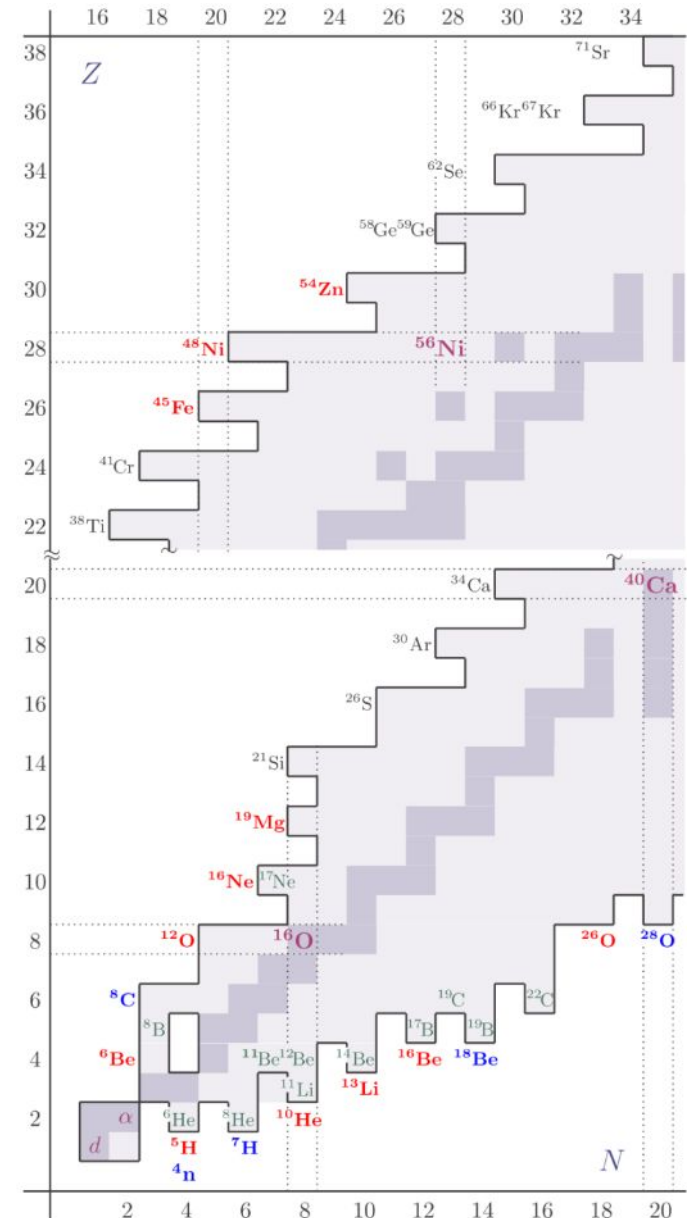 16 18 20 22 24 26 28 30 32 34
38 ⁷¹Sr
Z
36 ⁶⁶Kr ⁶⁷Kr
34 ⁶²Se
32 ⁵⁸Ge ⁵⁹Ge
30 ⁵⁴Zn
28 ⁴⁸Ni ⁵⁶Ni
26 ⁴⁵Fe
24 ⁴¹Cr
22 ³⁸Ti
20 ³⁴Ca ⁴⁰Ca
18 ³⁰Ar
16 ²⁶S
14 ²¹Si
12 ¹⁹Mg
10 ¹⁶Ne ¹⁷Ne
8 ¹²O ¹⁶O ²⁶O ²⁸O
6 ⁸C ¹⁹C ²²C
⁸B ¹⁷B ¹⁹B
4 ⁶Be ¹¹Be ¹²Be ¹⁴Be ¹⁶Be ¹⁸Be
¹¹Li ¹³Li
2 α ⁶He ⁸He ¹⁰He
d ⁵H ⁷H
⁴n N
2 4 6 8 10 12 14 16 18 20